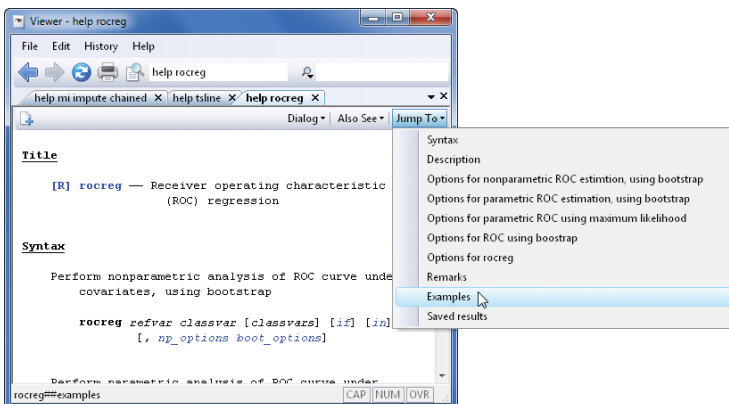 Viewer - help rocreg
File Edit History Help
help rocreg
help mi impute chained X help tsline X help rocreg X
Dialog Also See Jump To
Title
[R] rocreg — Receiver operating characteristic
(ROC) regression
Syntax
Perform nonparametric analysis of ROC curve unde
covariates, using bootstrap
rocreg refvar classvar [classvars] [if] [in]
[, np_options boot_options]
Perform parametric analysis of ROC curve under
rocreg##examples CAP NUM OVR
Syntax
Description
Options for nonparametric ROC estimtion, using bootstrap
Options for parametric ROC estimation, using bootstrap
Options for parametric ROC using maximum likelihood
Options for ROC using boostrap
Options for rocreg
Remarks
Examples
Saved results